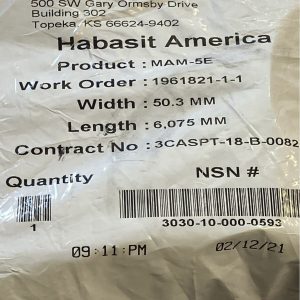 500 SW Gary Ormsby Drive
Building 302
Topeka, KS 66624-9402
Habasit America
Product : MAM-5E
Work Order : 1961821-1-1
Width : 50.3 MM
Length : 6,075 MM
Contract No : 3CASPT-18-B-0082
Quantity NSN #
1 3030-10-000-0593
09:11:PM 02/12/21